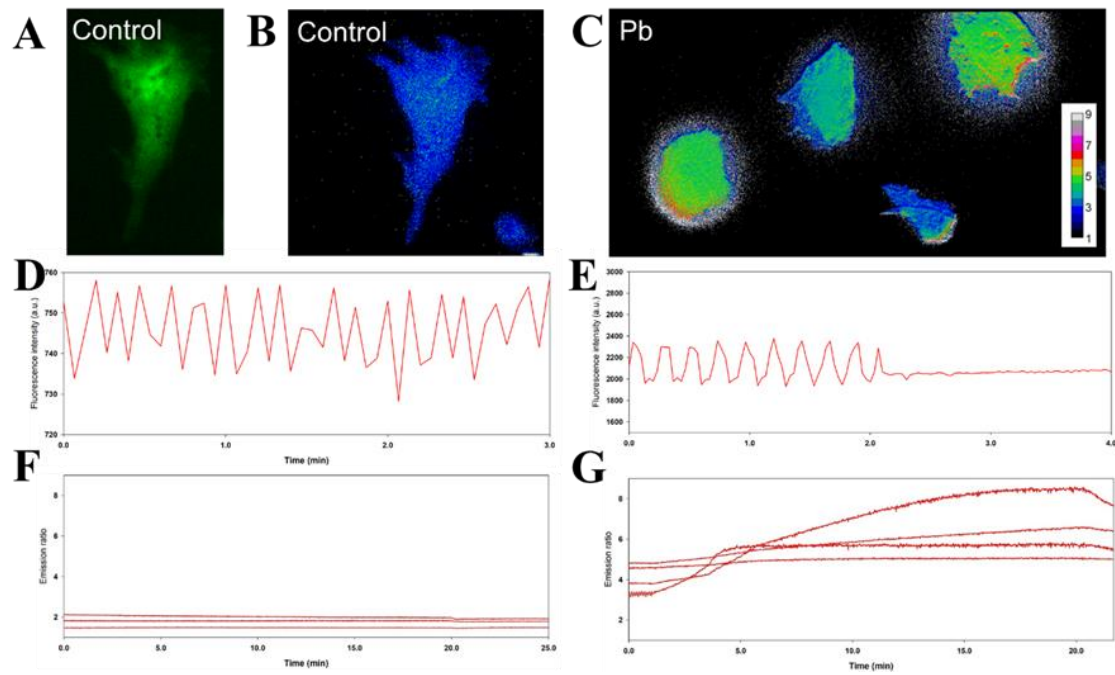 A Control
B Control
C Pb
9
7
5
3
1
D
Fluorescence intensity (a.u.)
760
750
740
730
720
0.0 1.0 2.0 3.0
Time (min)
E
Fluorescence intensity (a.u.)
3000
2800
2600
2400
2200
2000
1800
1600
0.0 1.0 2.0 3.0 4.0
Time (min)
F
Emission ratio
8
6
4
2
0.0 5.0 10.0 15.0 20.0 25.0
Time (min)
G
Emission ratio
8
6
4
2
0.0 5.0 10.0 15.0 20.0
Time (min)